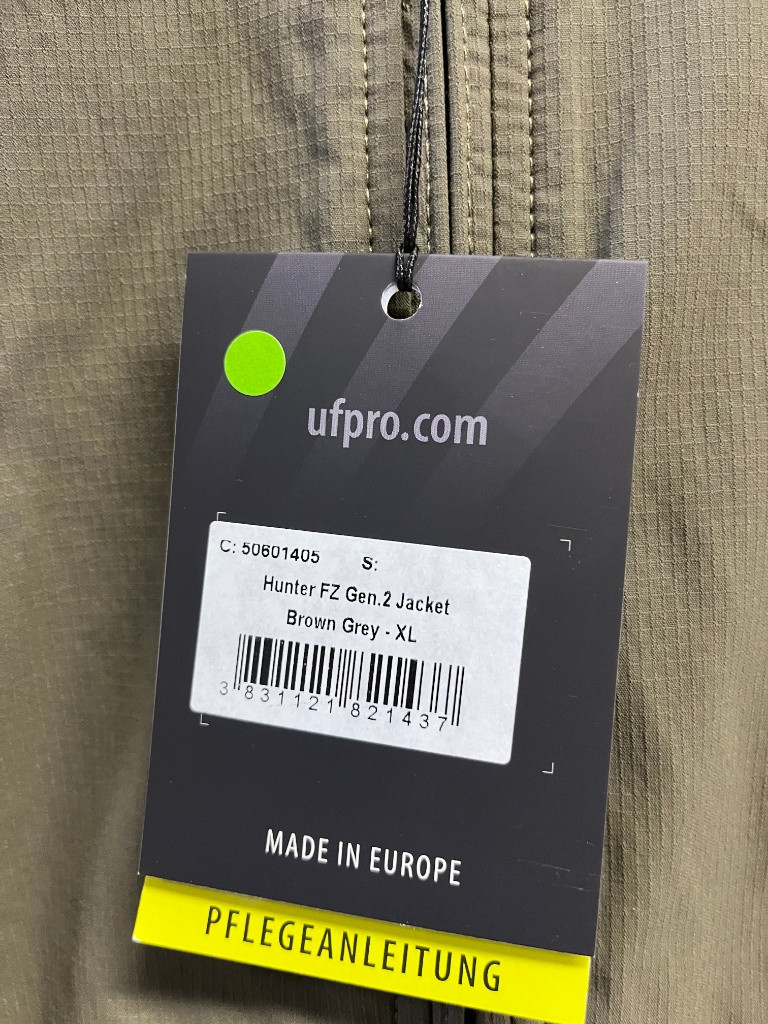 ufpro.com
C: 50601405 S:
Hunter FZ Gen.2 Jacket
Brown Grey - XL
3 831121 821437
MADE IN EUROPE
PFLEGEANLEITUNG